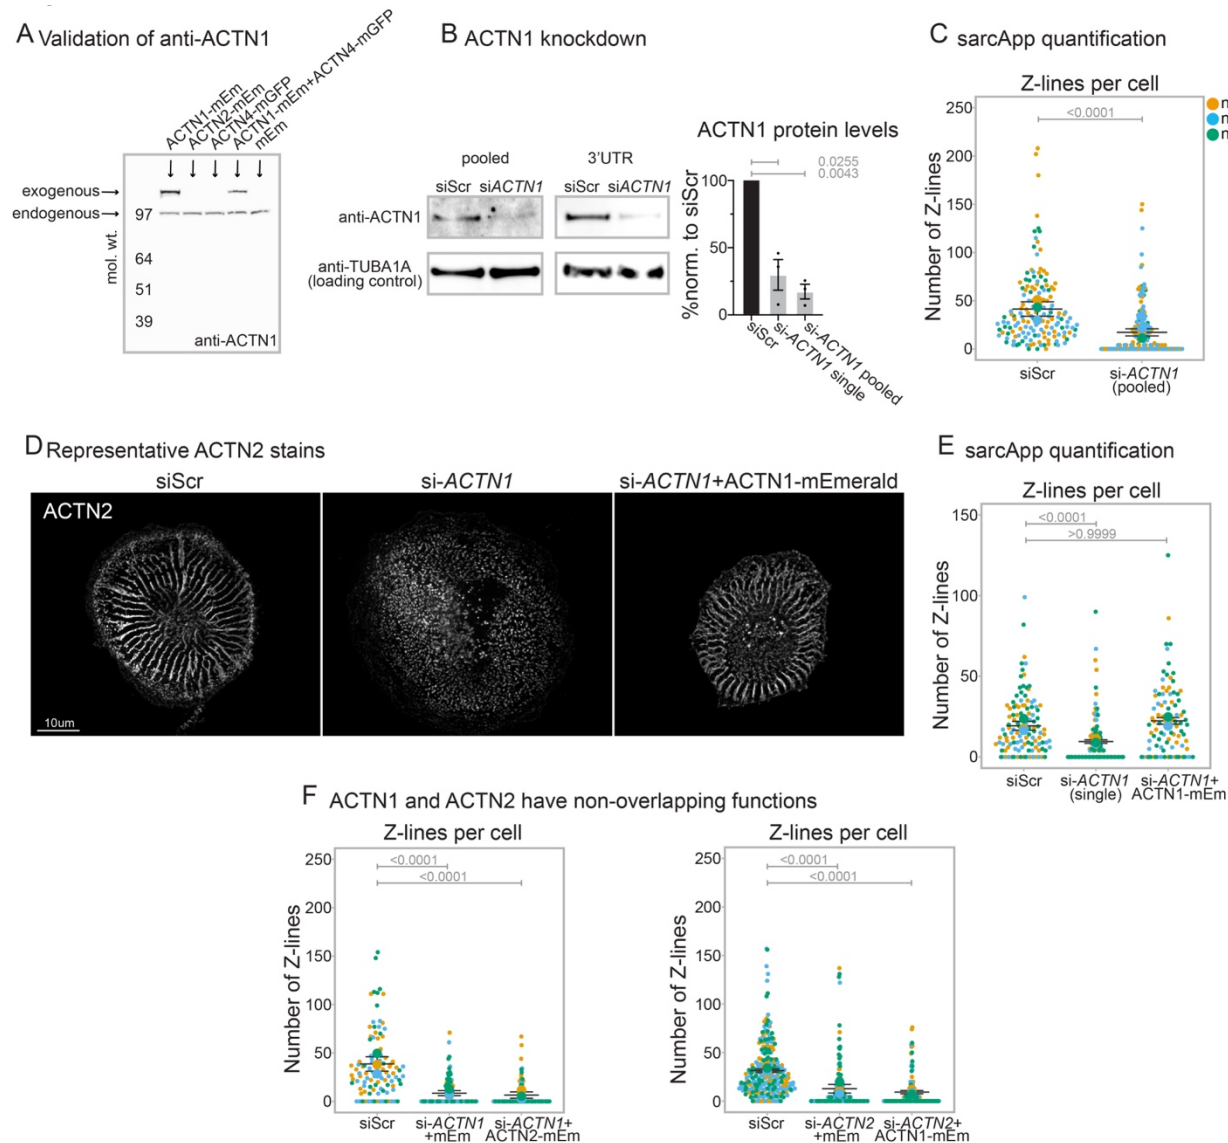 A Validation of anti-ACTN1
ACTN1-mEm
ACTN2-mEm
ACTN4-mGFP
ACTN1-mEm+ACTN4-mGFP
mEm
exogenous
endogenous
mol. wt.
97
64
51
39
anti-ACTN1
B ACTN1 knockdown
pooled
3'UTR
siScr siACTN1
siScr siACTN1
anti-ACTN1
anti-TUBA1A
(loading control)
ACTN1 protein levels
0.0255
0.0043
%norm. to siScr
100
50
0
siScr
si-ACTN1 single
si-ACTN1 pooled
C sarcApp quantification
Z-lines per cell
<0.0001
n
n
n
Number of Z-lines
250
200
150
100
50
0
siScr
si-ACTN1
(pooled)
D Representative ACTN2 stains
siScr
si-ACTN1
si-ACTN1+ACTN1-mEmerald
ACTN2
10um
E sarcApp quantification
Z-lines per cell
<0.0001
>0.9999
Number of Z-lines
150
100
50
0
siScr
si-ACTN1
(single)
si-ACTN1+
ACTN1-mEm
F ACTN1 and ACTN2 have non-overlapping functions
Z-lines per cell
<0.0001
<0.0001
Number of Z-lines
250
200
150
100
50
0
siScr
si-ACTN1
+mEm
si-ACTN1+
ACTN2-mEm
Z-lines per cell
<0.0001
<0.0001
Number of Z-lines
250
200
150
100
50
0
siScr
si-ACTN2
+mEm
si-ACTN2+
ACTN1-mEm